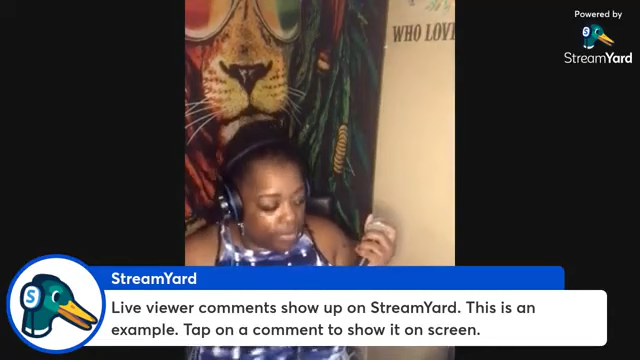 Powered by
StreamYard
WHO LOVE
StreamYard
Live viewer comments show up on StreamYard. This is an
example. Tap on a comment to show it on screen.